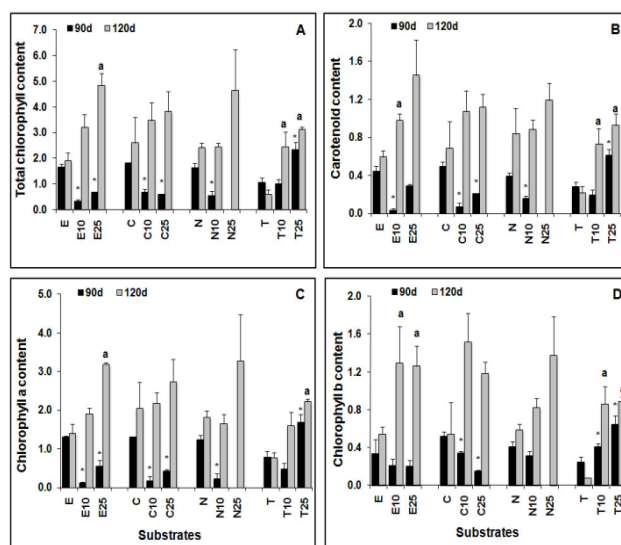 A
90d 120d
a
a
a
* * * * * *
Total chlorophyll content
7.0
6.0
5.0
4.0
3.0
2.0
1.0
0.0
E E10 E25 C C10 C25 N N10 N25 T T10 T25
B
90d 120d
a
a
a
* * * * *
Carotenoid content
2.0
1.6
1.2
0.8
0.4
0.0
E E10 E25 C C10 C25 N N10 N25 T T10 T25
C
90d 120d
a
a
* * * * * *
Chlorophyll a content
5.0
4.0
3.0
2.0
1.0
0.0
E E10 E25 C C10 C25 N N10 N25 T T10 T25
Substrates
D
90d 120d
a a
a
* * * *
Chlorophyll b content
2.0
1.6
1.2
0.8
0.4
0.0
E E10 E25 C C10 C25 N N10 N25 T T10 T25
Substrates